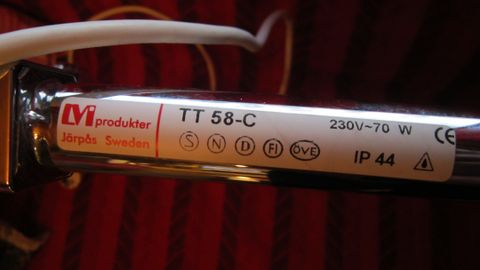 LVI produkter
Järpås Sweden
TT 58-C
230V~70 W CE
S N D FI ÖVE
IP 44